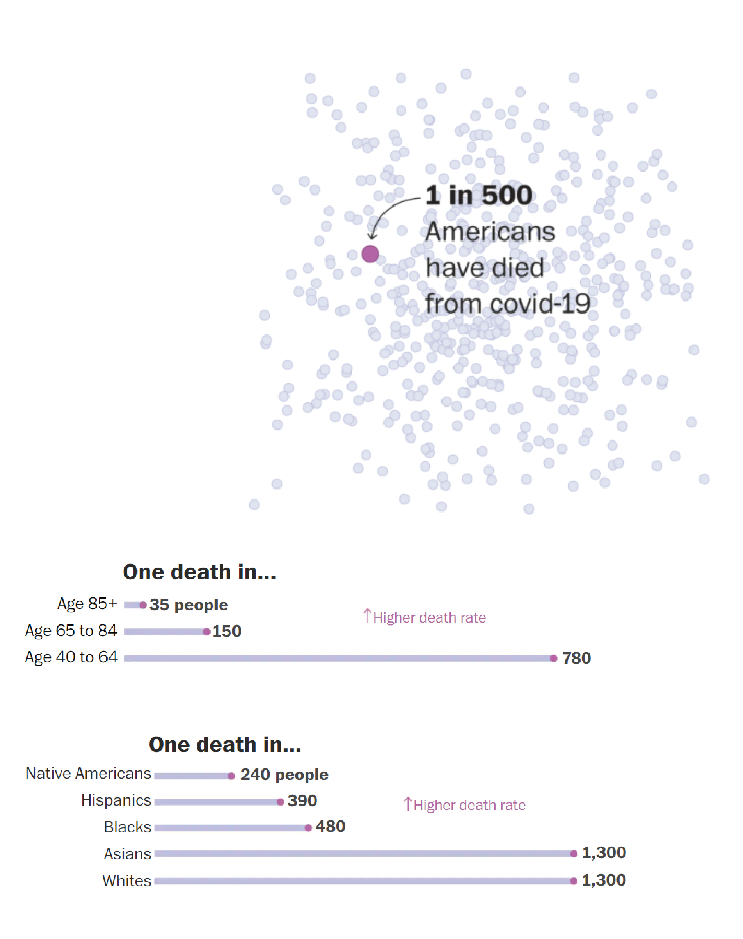 1 in 500
Americans
have died
from covid-19
One death in...
Age 85+ 35 people
↑Higher death rate
Age 65 to 84 150
Age 40 to 64 780
One death in...
Native Americans 240 people
Hispanics 390
↑Higher death rate
Blacks 480
Asians 1,300
Whites 1,300